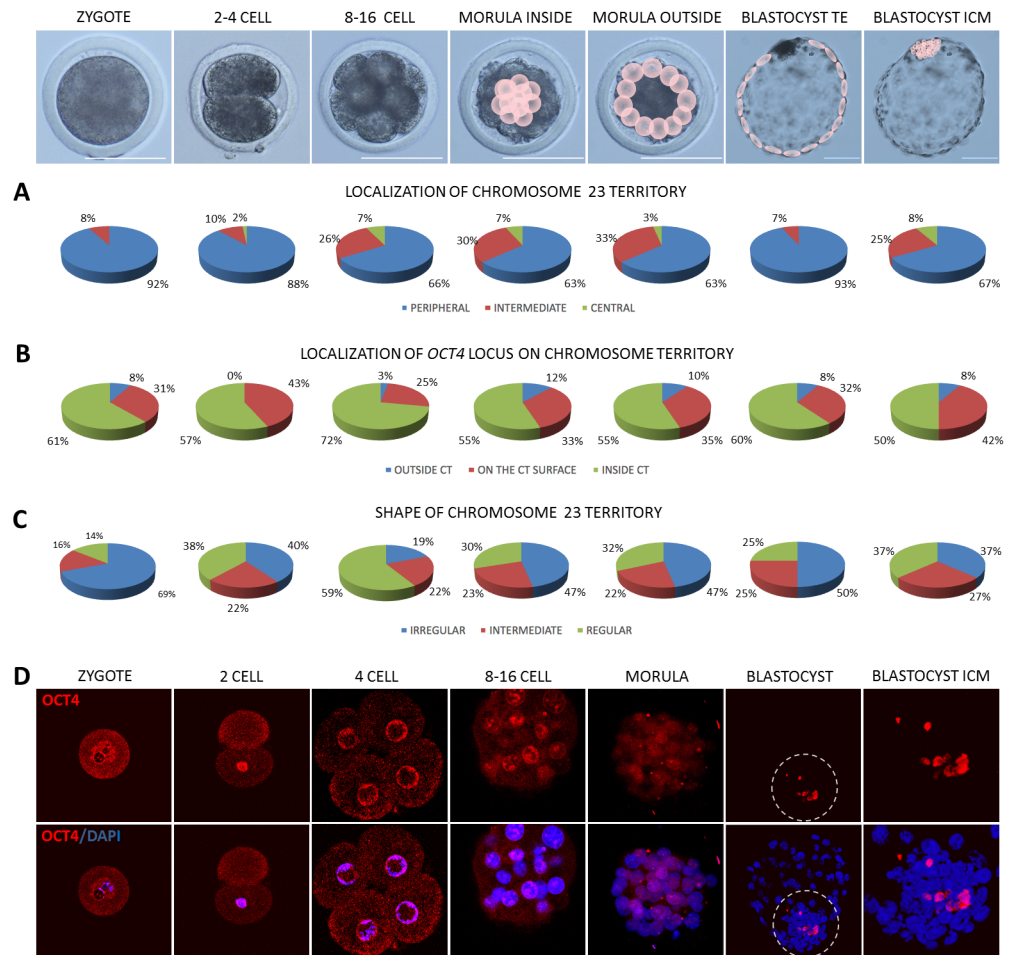 ZYGOTE 2-4 CELL 8-16 CELL MORULA INSIDE MORULA OUTSIDE BLASTOCYST TE BLASTOCYST ICM
A LOCALIZATION OF CHROMOSOME 23 TERRITORY
8% 10% 2% 7% 7% 3% 7% 8%
26% 30% 33% 25%
92% 88% 66% 63% 63% 93% 67%
PERIPHERAL INTERMEDIATE CENTRAL
B LOCALIZATION OF OCT4 LOCUS ON CHROMOSOME TERRITORY
8% 31% 0% 43% 3% 25% 12% 10% 8% 32% 8%
61% 57% 72% 55% 33% 55% 35% 60% 50% 42%
OUTSIDE CT ON THE CT SURFACE INSIDE CT
C SHAPE OF CHROMOSOME 23 TERRITORY
16% 14% 38% 40% 19% 30% 32% 25% 37% 37%
69% 22% 59% 22% 23% 47% 22% 47% 25% 50% 27%
IRREGULAR INTERMEDIATE REGULAR
D ZYGOTE 2 CELL 4 CELL 8-16 CELL MORULA BLASTOCYST BLASTOCYST ICM
OCT4
OCT4/DAPI